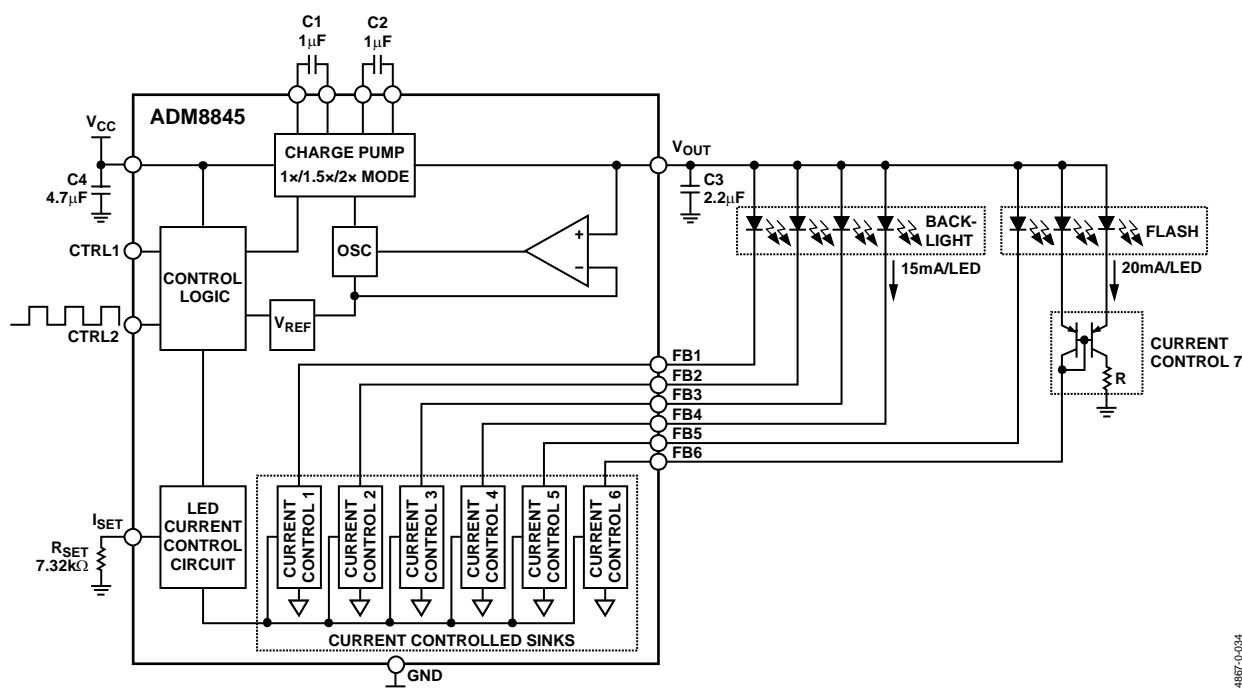 C1
1µF
C2
1µF
ADM8845
VCC
C4
4.7µF
CHARGE PUMP
1×/1.5×/2× MODE
VOUT
C3
2.2µF
BACK-
LIGHT
FLASH
15mA/LED
20mA/LED
CTRL1
CONTROL
LOGIC
OSC
+
–
VREF
CTRL2
CURRENT
CONTROL 7
R
FB1
FB2
FB3
FB4
FB5
FB6
LED
CURRENT
CONTROL
CIRCUIT
ISET
RSET
7.32kΩ
CURRENT
CONTROL 1
CURRENT
CONTROL 2
CURRENT
CONTROL 3
CURRENT
CONTROL 4
CURRENT
CONTROL 5
CURRENT
CONTROL 6
CURRENT CONTROLLED SINKS
GND
4867-0-034